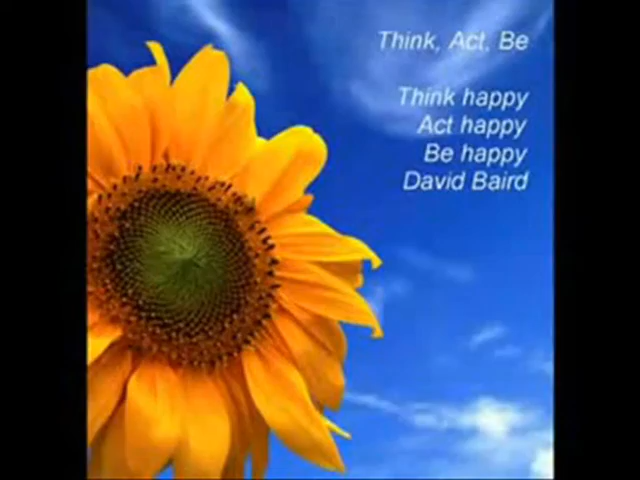 Think, Act, Be
Think happy
Act happy
Be happy
David Baird